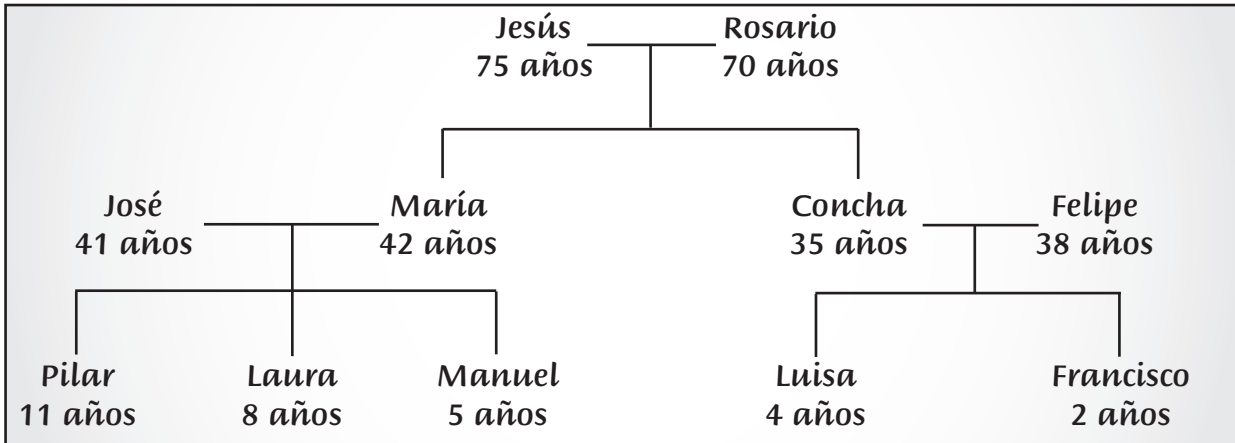 Jesús
75 años
Rosario
70 años
José
41 años
María
42 años
Concha
35 años
Felipe
38 años
Pilar
11 años
Laura
8 años
Manuel
5 años
Luisa
4 años
Francisco
2 años